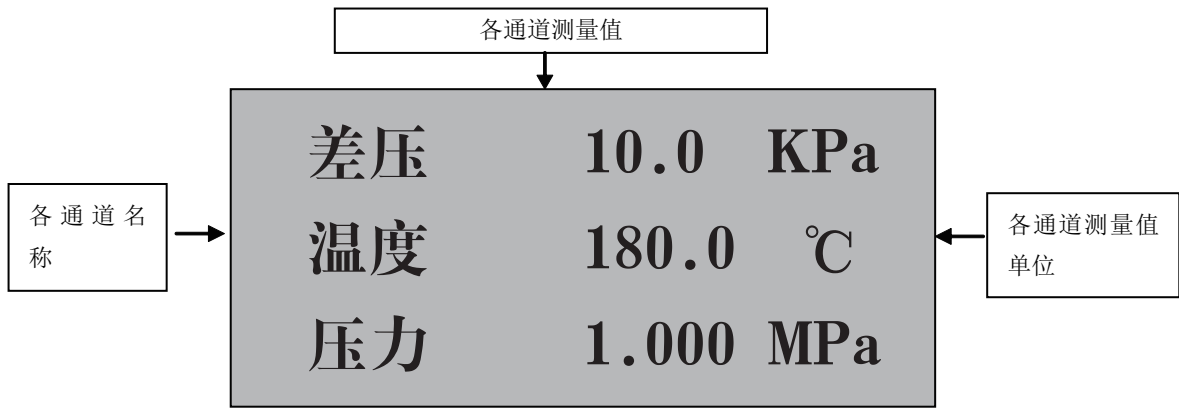 各通道测量值
差压 10.0 KPa
各通道名
称
温度 180.0 ℃
各通道测量值
单位
压力 1.000 MPa